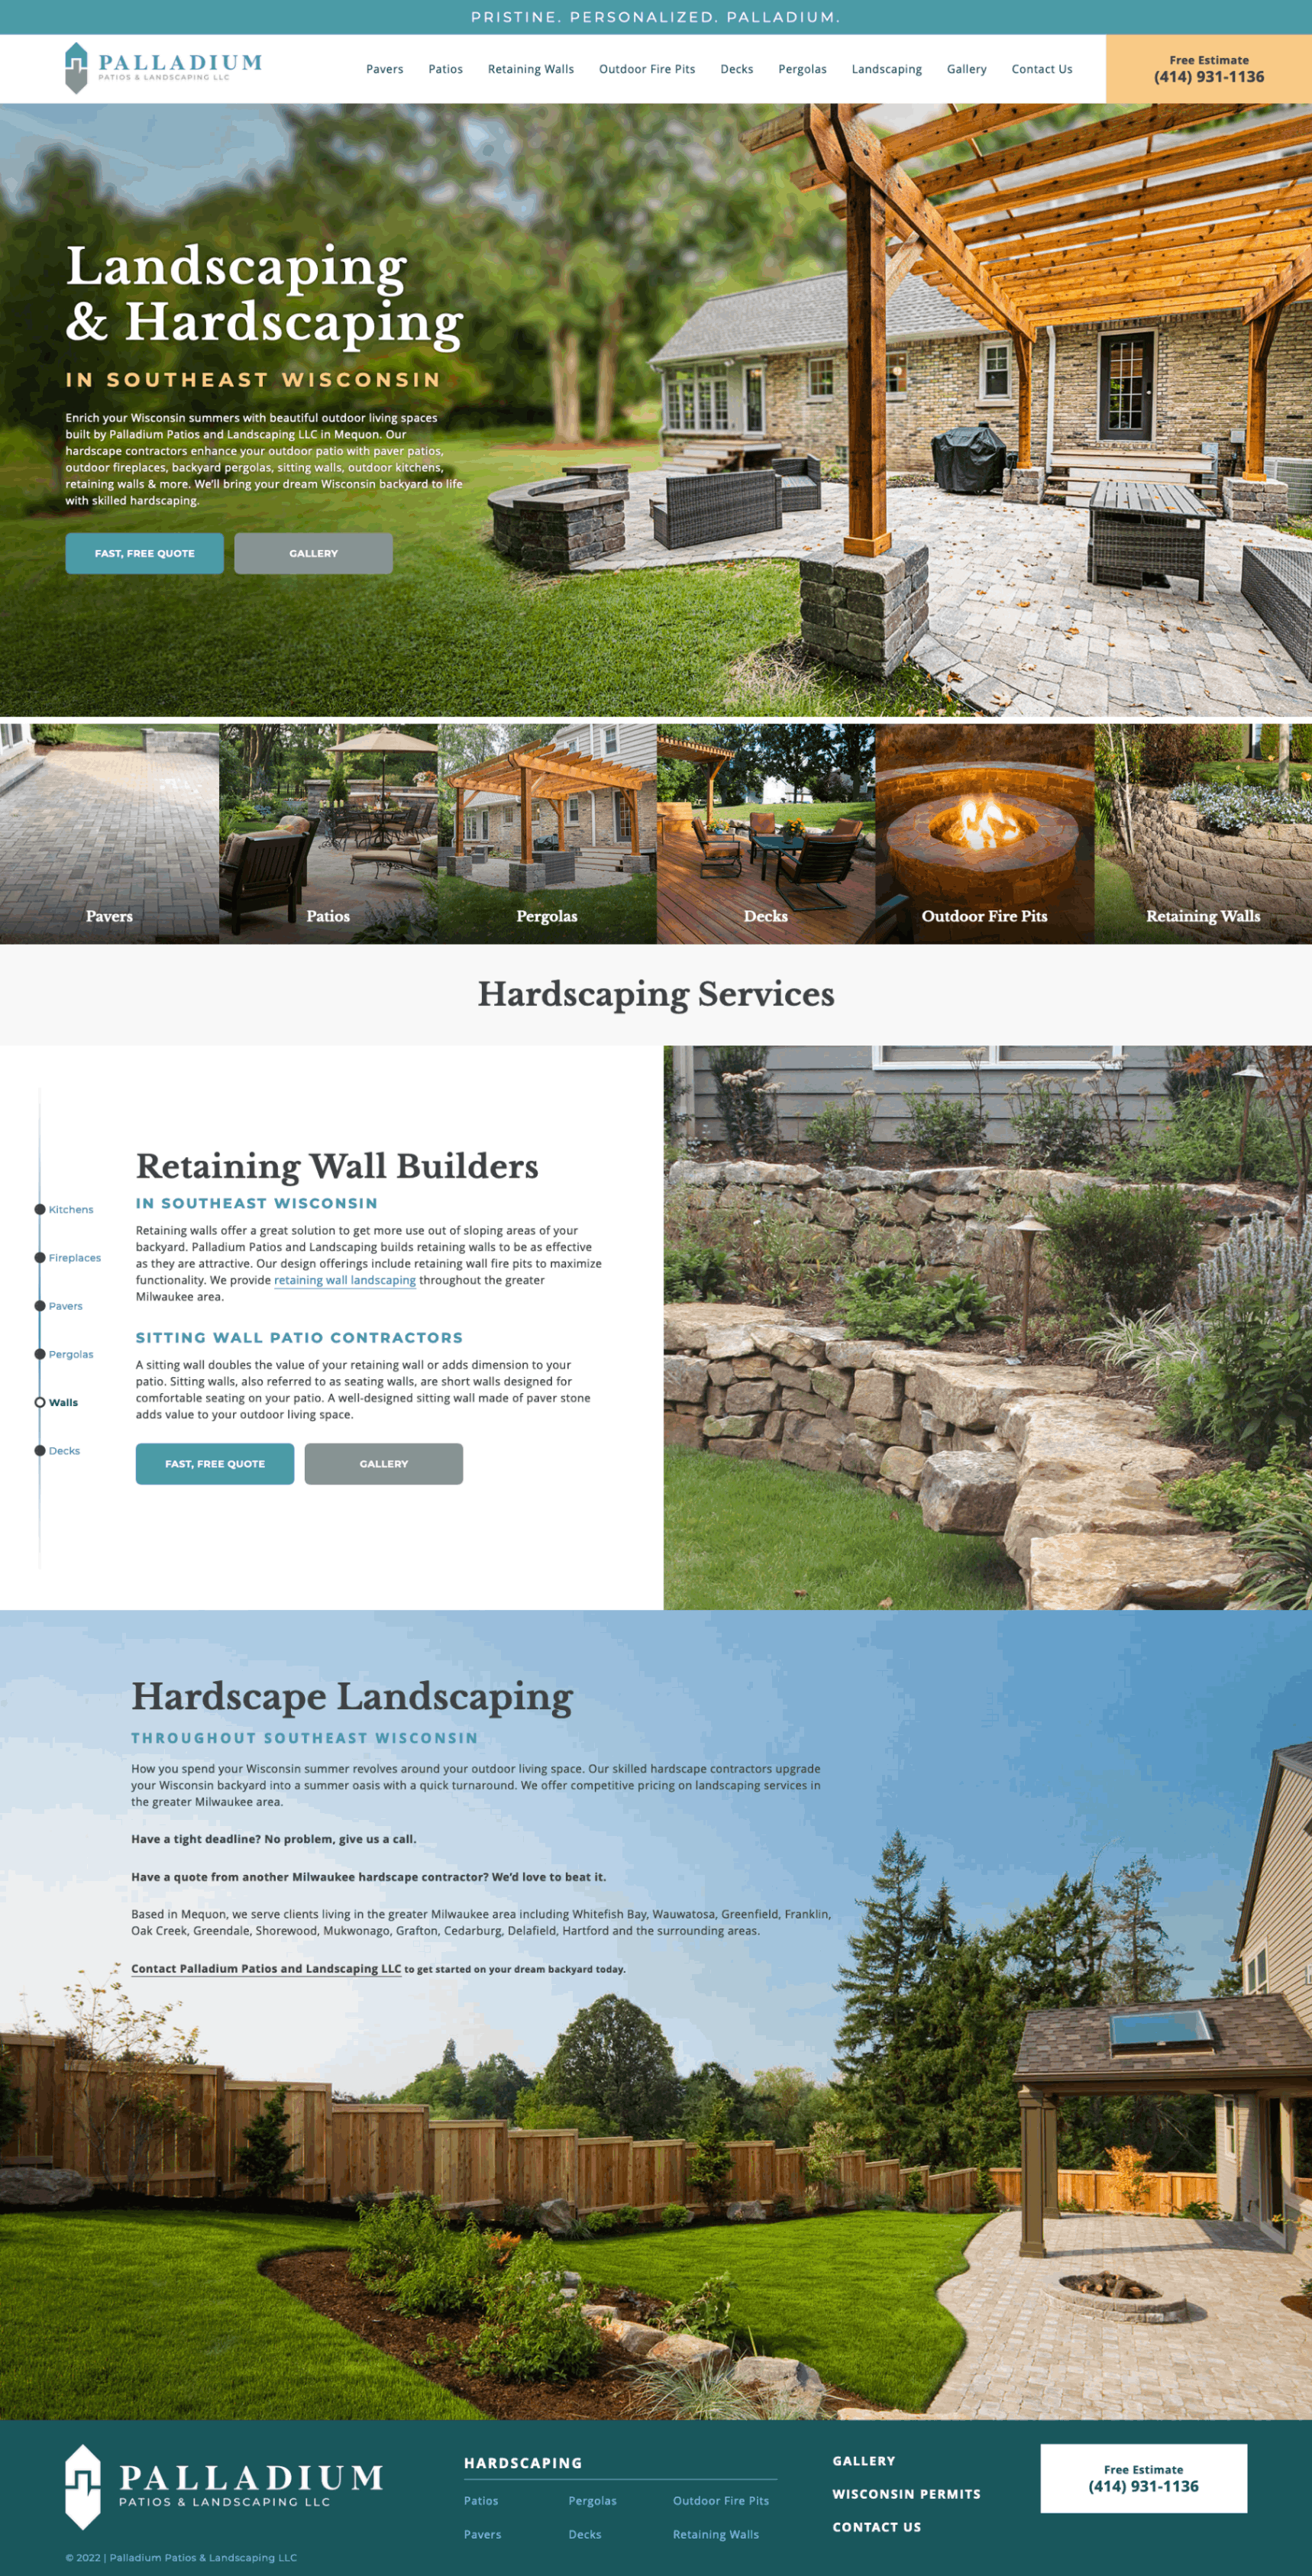 PRISTINE. PERSONALIZED. PALLADIUM.
PALLADIUM
PATIOS & LANDSCAPING LLC
Pavers Patios Retaining Walls Outdoor Fire Pits Decks Pergolas Landscaping Gallery Contact Us
Free Estimate
(414) 931-1136
Landscaping
& Hardscaping
IN SOUTHEAST WISCONSIN
Enrich your Wisconsin summers with beautiful outdoor living spaces
built by Palladium Patios and Landscaping LLC in Mequon. Our
hardscape contractors enhance your outdoor patio with paver patios,
outdoor fireplaces, backyard pergolas, sitting walls, outdoor kitchens,
retaining walls & more. We'll bring your dream Wisconsin backyard to life
with skilled hardscaping.
FAST, FREE QUOTE GALLERY
Pavers Patios Pergolas Decks Outdoor Fire Pits Retaining Walls
Hardscaping Services
Kitchens
Fireplaces
Pavers
Pergolas
Walls
Decks
Retaining Wall Builders
IN SOUTHEAST WISCONSIN
Retaining walls offer a great solution to get more use out of sloping areas of your
backyard. Palladium Patios and Landscaping builds retaining walls to be as effective
as they are attractive. Our design offerings include retaining wall fire pits to maximize
functionality. We provide retaining wall landscaping throughout the greater
Milwaukee area.
SITTING WALL PATIO CONTRACTORS
A sitting wall doubles the value of your retaining wall or adds dimension to your
patio. Sitting walls, also referred to as seating walls, are short walls designed for
comfortable seating on your patio. A well-designed sitting wall made of paver stone
adds value to your outdoor living space.
FAST, FREE QUOTE GALLERY
Hardscape Landscaping
THROUGHOUT SOUTHEAST WISCONSIN
How you spend your Wisconsin summer revolves around your outdoor living space. Our skilled hardscape contractors upgrade
your Wisconsin backyard into a summer oasis with a quick turnaround. We offer competitive pricing on landscaping services in
the greater Milwaukee area.
Have a tight deadline? No problem, give us a call.
Have a quote from another Milwaukee hardscape contractor? We'd love to beat it.
Based in Mequon, we serve clients living in the greater Milwaukee area including Whitefish Bay, Wauwatosa, Greenfield, Franklin,
Oak Creek, Greendale, Shorewood, Mukwonago, Grafton, Cedarburg, Delafield, Hartford and the surrounding areas.
Contact Palladium Patios and Landscaping LLC to get started on your dream backyard today.
PALLADIUM
PATIOS & LANDSCAPING LLC
© 2022 | Palladium Patios & Landscaping LLC
HARDSCAPING
Patios Pergolas Outdoor Fire Pits
Pavers Decks Retaining Walls
GALLERY
WISCONSIN PERMITS
CONTACT US
Free Estimate
(414) 931-1136